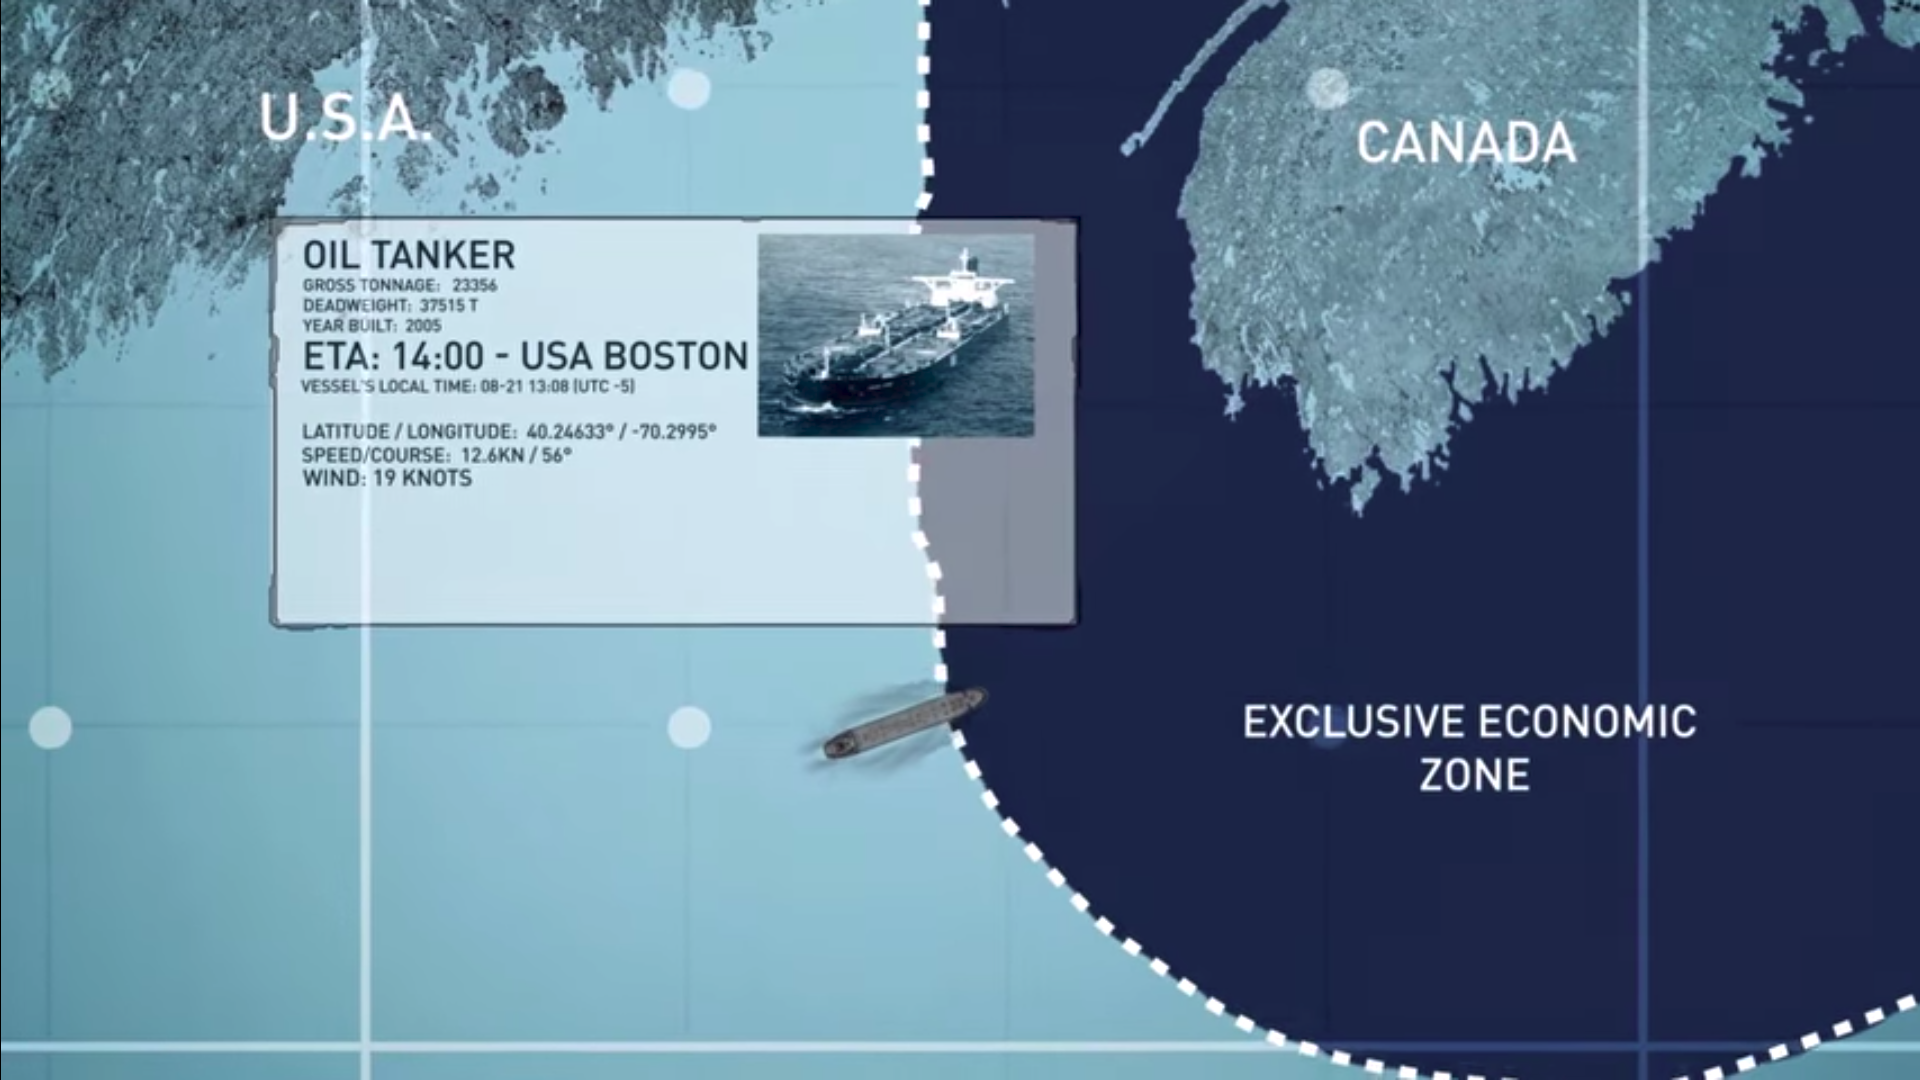 U.S.A.
CANADA
OIL TANKER
GROSS TONNAGE: 23356
DEADWEIGHT: 37515 T
YEAR BUILT: 2005
ETA: 14:00 - USA BOSTON
VESSEL'S LOCAL TIME: 08-21 13:08 (UTC -5)
LATITUDE / LONGITUDE: 40.24633° / -70.2995°
SPEED/COURSE: 12.6KN / 56°
WIND: 19 KNOTS
EXCLUSIVE ECONOMIC
ZONE